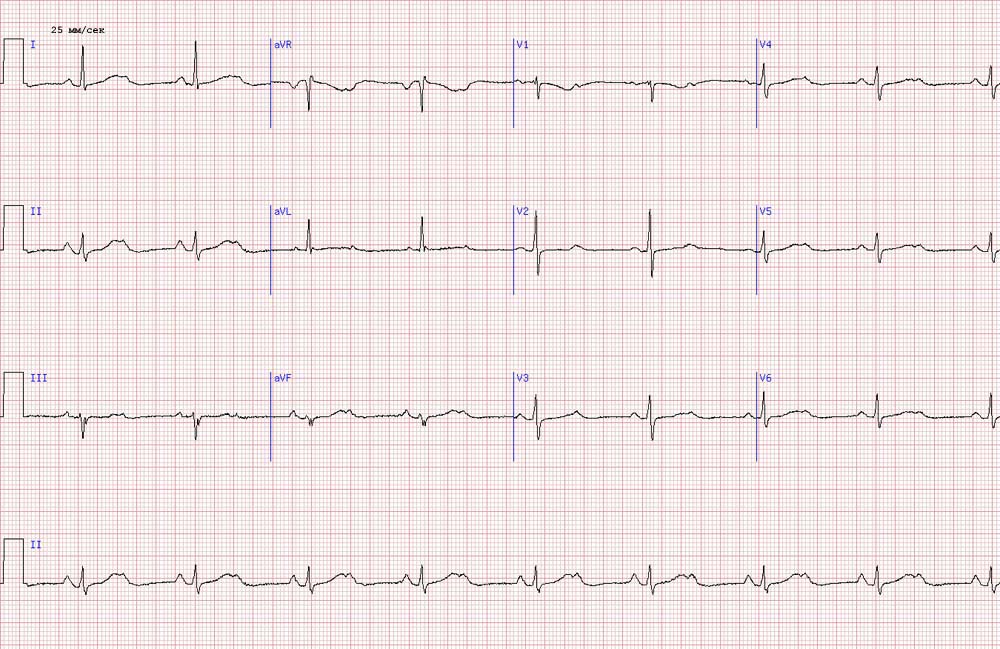 25 мм/сек
I aVR V1 V4
II aVL V2 V5
III aVF V3 V6
II